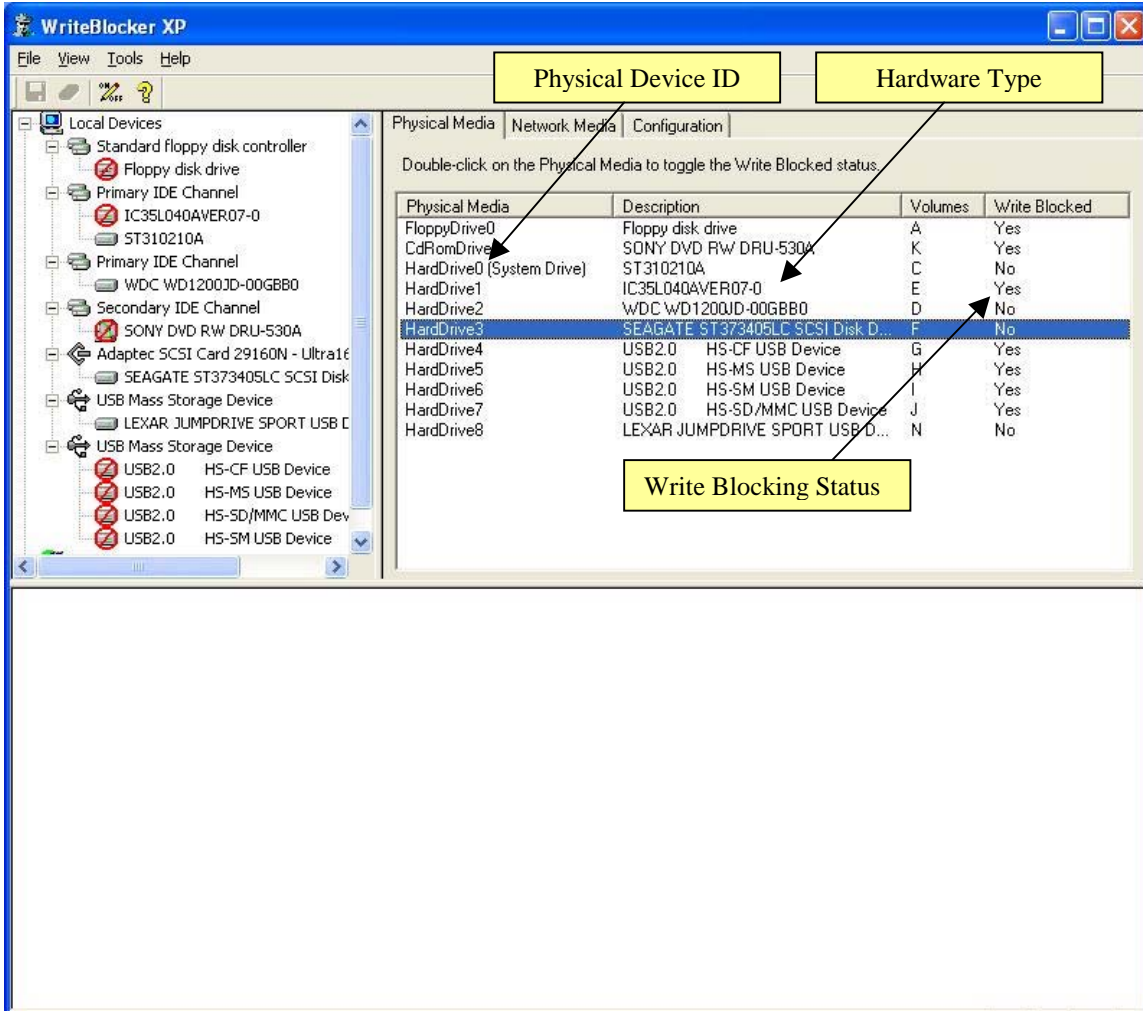 WriteBlocker XP
File View Tools Help
Physical Device ID
Hardware Type
Local Devices
Standard floppy disk controller
Floppy disk drive
Primary IDE Channel
IC35L040AVER07-0
ST310210A
Primary IDE Channel
WDC WD1200JD-00GBB0
Secondary IDE Channel
SONY DVD RW DRU-530A
Adaptec SCSI Card 29160N - Ultra16
SEAGATE ST373405LC SCSI Disk
USB Mass Storage Device
LEXAR JUMPDRIVE SPORT USB D
USB Mass Storage Device
USB2.0 HS-CF USB Device
USB2.0 HS-MS USB Device
USB2.0 HS-SD/MMC USB Dev
USB2.0 HS-SM USB Device
Physical Media Network Media Configuration
Double-click on the Physical Media to toggle the Write Blocked status.
Physical Media Description Volumes Write Blocked
FloppyDrive0 Floppy disk drive A Yes
CdRomDrive SONY DVD RW DRU-530A K Yes
HardDrive0 (System Drive) ST310210A C No
HardDrive1 IC35L040AVER07-0 E Yes
HardDrive2 WDC WD1200JD-00GBB0 D No
HardDrive3 SEAGATE ST373405LC SCSI Disk D... F No
HardDrive4 USB2.0 HS-CF USB Device G Yes
HardDrive5 USB2.0 HS-MS USB Device H Yes
HardDrive6 USB2.0 HS-SM USB Device I Yes
HardDrive7 USB2.0 HS-SD/MMC USB Device J Yes
HardDrive8 LEXAR JUMPDRIVE SPORT USB D... N No
Write Blocking Status